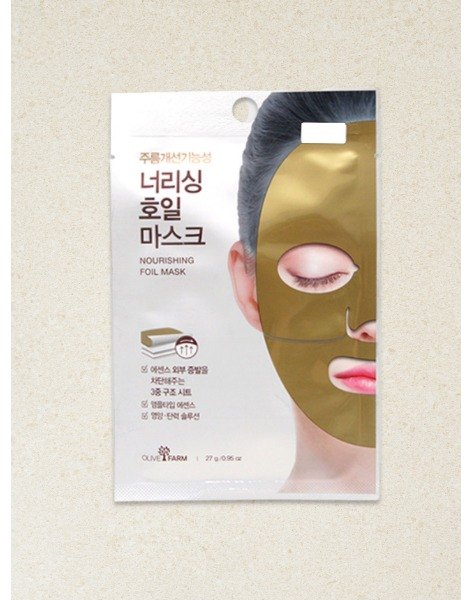 주름개선기능성
너리싱
호일
마스크
NOURISHING
FOIL MASK
에센스 외부 증발을
차단해주는
3중 구조 시트
앰플타입 에센스
영양·탄력 솔루션
OLIVE FARM | 27 g /0.95 oz